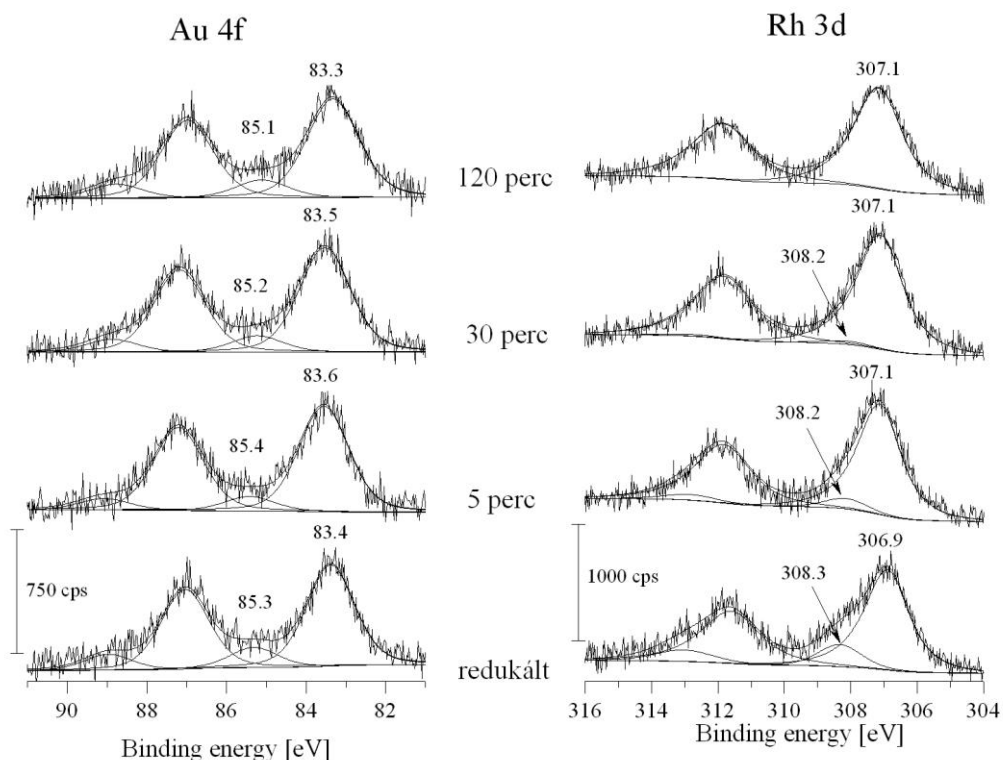 Au 4f
Rh 3d
83.3
85.1
307.1
120 perc
83.5
85.2
307.1
308.2
30 perc
83.6
85.4
307.1
308.2
5 perc
83.4
85.3
750 cps
306.9
308.3
1000 cps
redukált
90 88 86 84 82
316 314 312 310 308 306 304
Binding energy [eV]
Binding energy [eV]